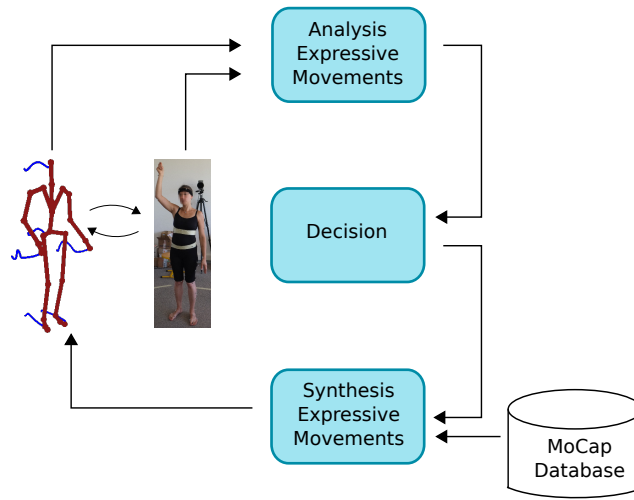 Analysis
Expressive
Movements
Decision
Synthesis
Expressive
Movements
MoCap
Database